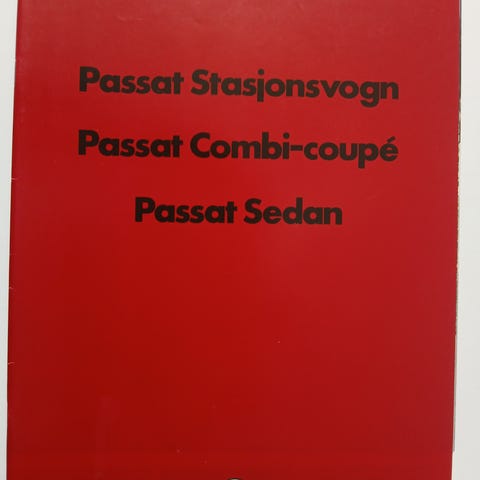 Passat Stasjonsvogn
Passat Combi-coupé
Passat Sedan